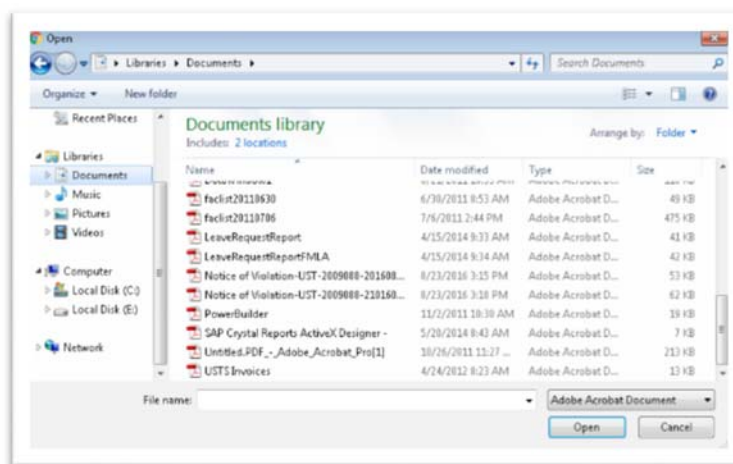 Open
Libraries Documents
Search Documents
Organize New folder
Recent Places
Libraries
Documents
Music
Pictures
Videos
Computer
Local Disk (C:)
Local Disk (E:)
Network
Documents library
Includes: 2 locations
Arrange by: Folder
Name Date modified Type Size
faclist20110630 6/30/2011 8:53 AM Adobe Acrobat D... 49 KB
faclist20110706 7/6/2011 2:44 PM Adobe Acrobat D... 475 KB
LeaveRequestReport 4/15/2014 9:33 AM Adobe Acrobat D... 41 KB
LeaveRequestReportFMLA 4/15/2014 9:34 AM Adobe Acrobat D... 42 KB
Notice of Violation-UST-2009088-201608... 8/23/2016 3:15 PM Adobe Acrobat D... 53 KB
Notice of Violation-UST-2009088-210160... 8/23/2016 3:18 PM Adobe Acrobat D... 62 KB
PowerBuilder 11/2/2011 10:30 AM Adobe Acrobat D... 19 KB
SAP Crystal Reports ActiveX Designer - 5/20/2014 8:43 AM Adobe Acrobat D... 7 KB
Untitled.PDF_-_Adobe_Acrobat_Pro[1] 10/26/2011 11:27 ... Adobe Acrobat D... 213 KB
USTS Invoices 4/24/2012 8:23 AM Adobe Acrobat D... 13 KB
File name:
Adobe Acrobat Document
Open Cancel